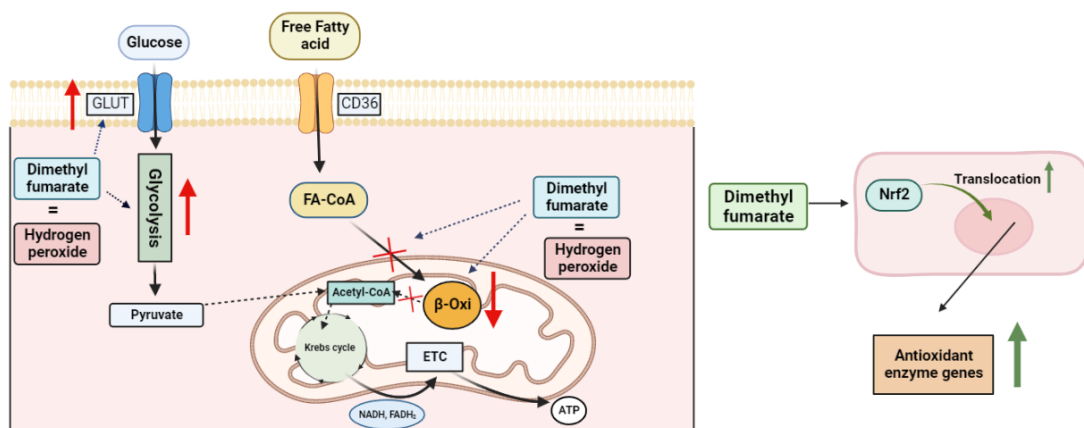 Glucose
Free Fatty
acid
GLUT
CD36
Dimethyl
fumarate
=
Hydrogen
peroxide
Glycolysis
FA-CoA
Dimethyl
fumarate
=
Hydrogen
peroxide
Pyruvate
Acetyl-CoA
β-Oxi
Krebs cycle
ETC
NADH, FADH₂
ATP
Dimethyl
fumarate
Nrf2
Translocation
Antioxidant
enzyme genes